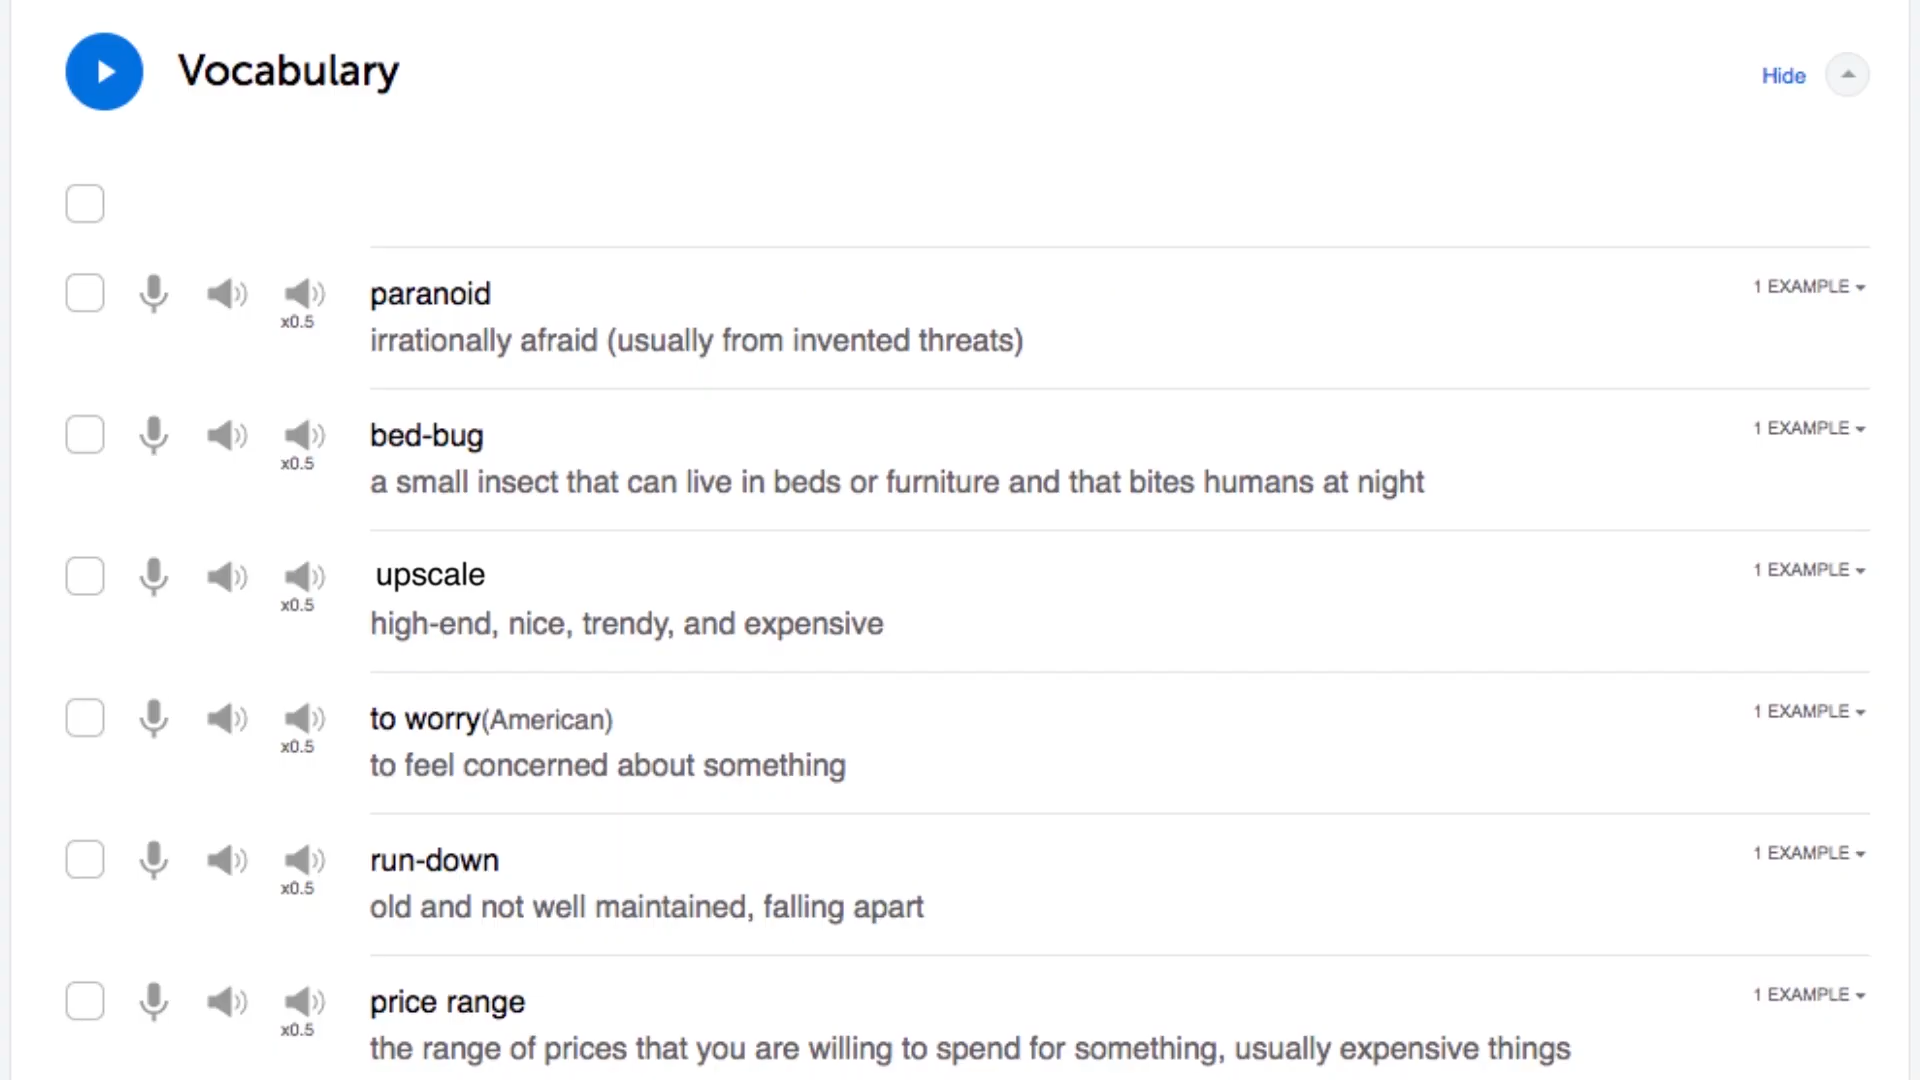 Vocabulary
Hide
paranoid
1 EXAMPLE
x0.5
irrationally afraid (usually from invented threats)
bed-bug
1 EXAMPLE
x0.5
a small insect that can live in beds or furniture and that bites humans at night
upscale
1 EXAMPLE
x0.5
high-end, nice, trendy, and expensive
to worry(American)
1 EXAMPLE
x0.5
to feel concerned about something
run-down
1 EXAMPLE
x0.5
old and not well maintained, falling apart
price range
1 EXAMPLE
x0.5
the range of prices that you are willing to spend for something, usually expensive things